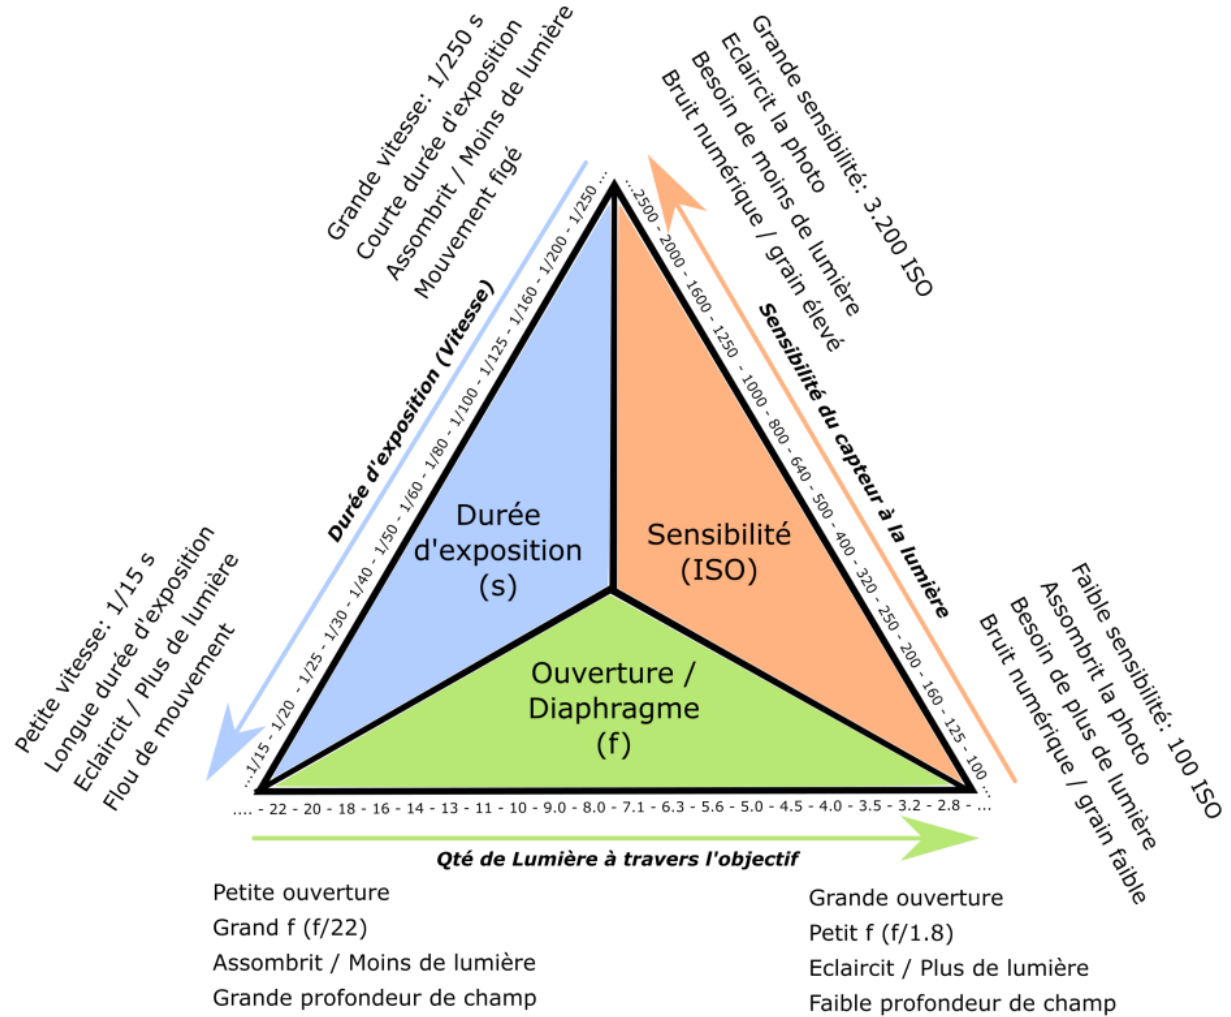 Grande vitesse: 1/250 s
Courte durée d'exposition
Assombrit / Moins de lumière
Mouvement figé
Grande sensibilité: 3.200 ISO
Eclaircit la photo
Besoin de moins de lumière
Bruit numérique / grain élevé
Durée d'exposition (Vitesse)
...1/15 - 1/20 - 1/25 - 1/30 - 1/40 - 1/50 - 1/60 - 1/80 - 1/100 - 1/125 - 1/160 - 1/200 - 1/250 ...
...2500 - 2000 - 1600 - 1250 - 1000 - 800 - 640 - 500 - 400 - 320 - 250 - 200 - 160 - 125 - 100 ...
Sensibilité du capteur à la lumière
Durée
d'exposition
(s)
Sensibilité
(ISO)
Ouverture /
Diaphragme
(f)
Petite vitesse: 1/15 s
Longue durée d'exposition
Eclaircit / Plus de lumière
Flou de mouvement
Faible sensibilité: 100 ISO
Assombrit la photo
Besoin de plus de lumière
Bruit numérique / grain faible
.... - 22 - 20 - 18 - 16 - 14 - 13 - 11 - 10 - 9.0 - 8.0 - 7.1 - 6.3 - 5.6 - 5.0 - 4.5 - 4.0 - 3.5 - 3.2 - 2.8 - ...
Qté de Lumière à travers l'objectif
Petite ouverture
Grand f (f/22)
Assombrit / Moins de lumière
Grande profondeur de champ
Grande ouverture
Petit f (f/1.8)
Eclaircit / Plus de lumière
Faible profondeur de champ